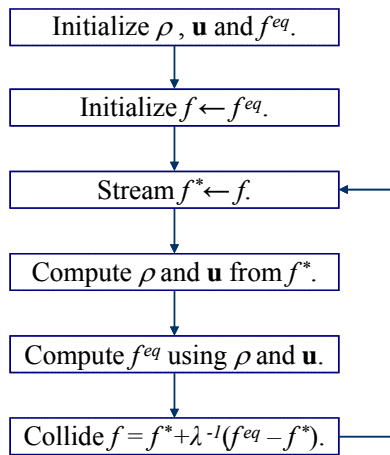 Initialize ρ , u and f^eq.
Initialize f ← f^eq.
Stream f^*← f.
Compute ρ and u from f^*.
Compute f^eq using ρ and u.
Collide f = f^*+λ^-1(f^eq – f^*).